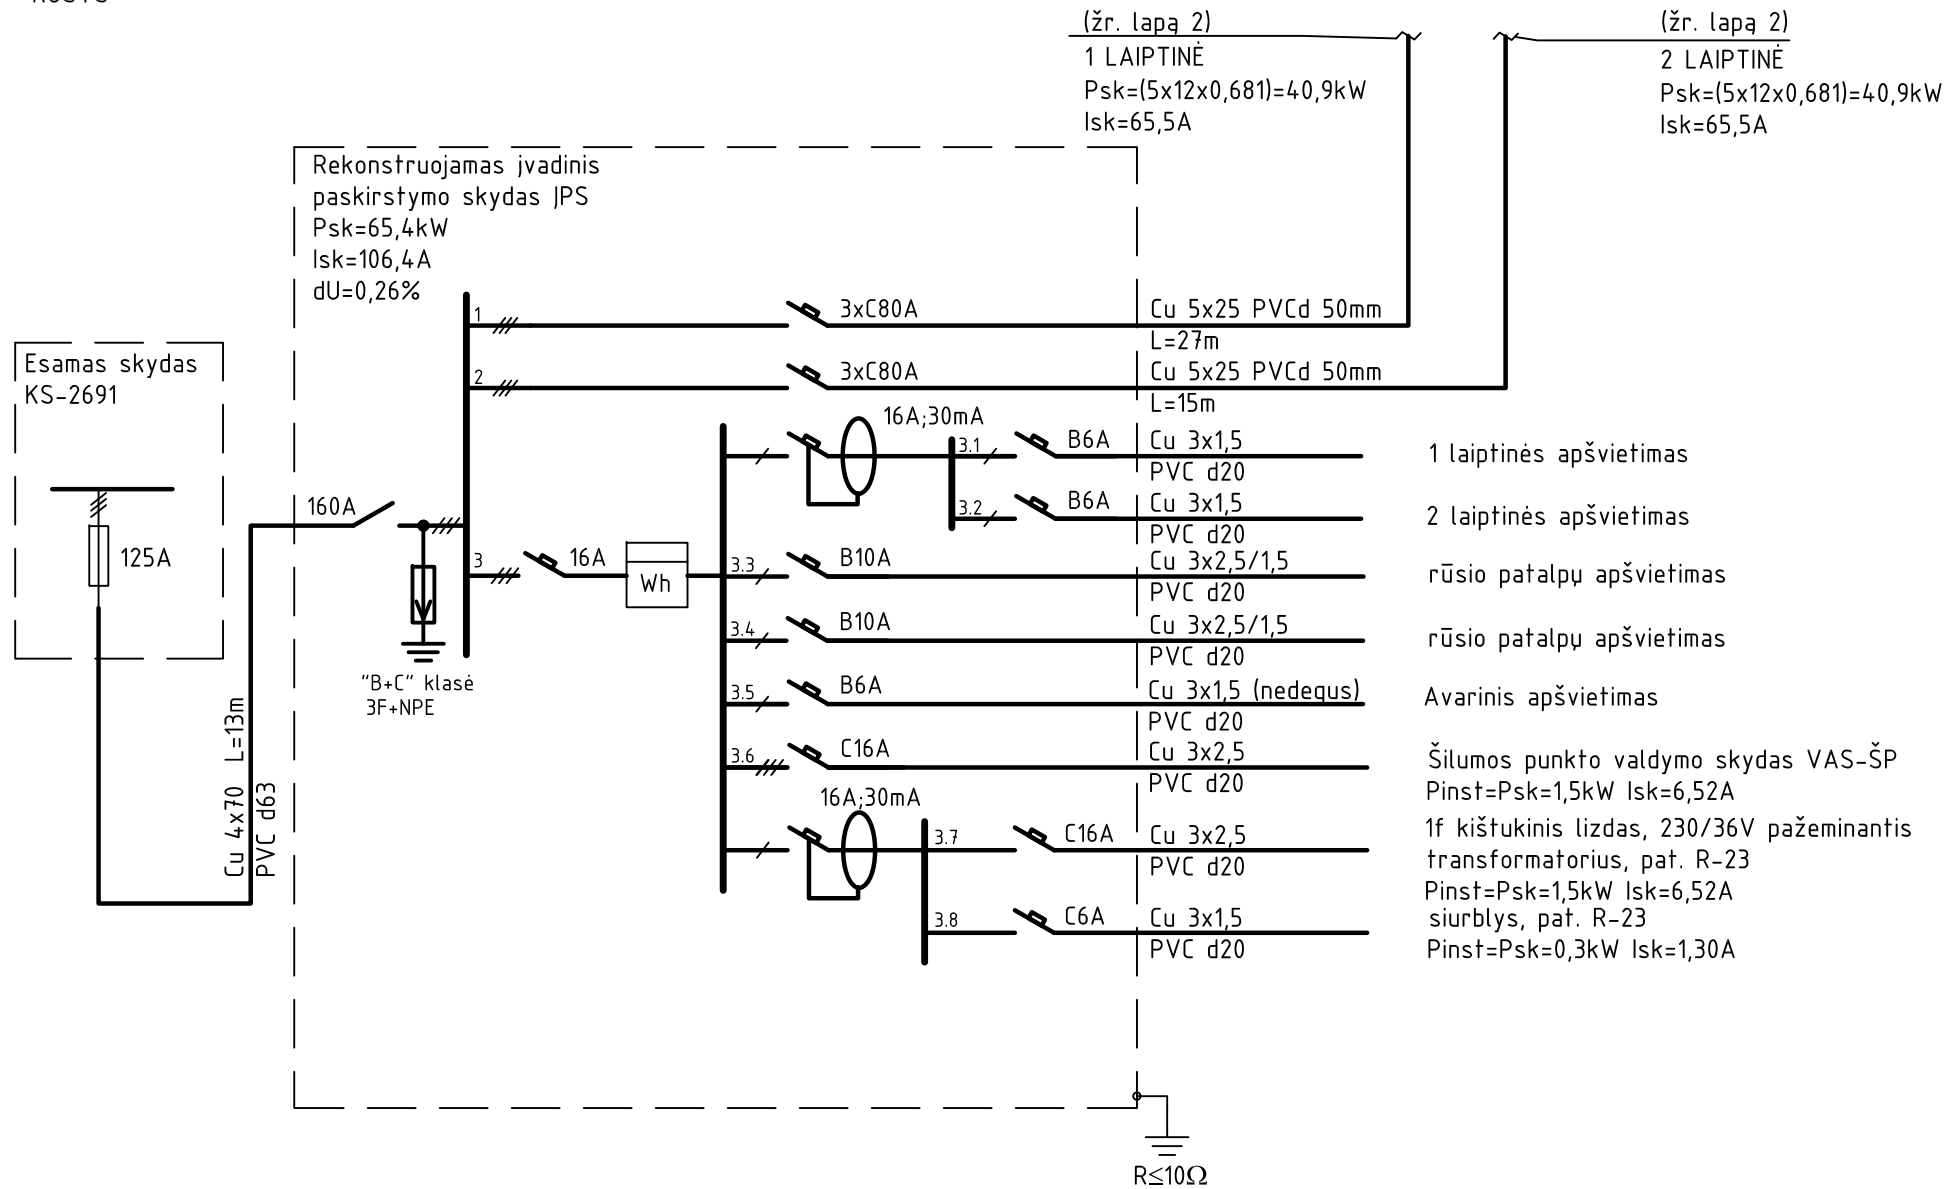 (žr. lapą 2)
1 LAIPTINĖ
Psk=(5x12x0,681)=40,9kW
Isk=65,5A
(žr. lapą 2)
2 LAIPTINĖ
Psk=(5x12x0,681)=40,9kW
Isk=65,5A
Rekonstruojamas įvadinis
paskirstymo skydas ĮPS
Psk=65,4kW
Isk=106,4A
dU=0,26%
Esamas skydas
KS-2691
125A
160A
Cu 4x70 L=13m
PVC d63
"B+C" klasė
3F+NPE
1
3xC80A
Cu 5x25 PVCd 50mm
L=27m
2
3xC80A
Cu 5x25 PVCd 50mm
L=15m
3
16A
Wh
16A;30mA
3.1
B6A
Cu 3x1,5
PVC d20
1 laiptinės apšvietimas
3.2
B6A
Cu 3x1,5
PVC d20
2 laiptinės apšvietimas
3.3
B10A
Cu 3x2,5/1,5
PVC d20
rūsio patalpų apšvietimas
3.4
B10A
Cu 3x2,5/1,5
PVC d20
rūsio patalpų apšvietimas
3.5
B6A
Cu 3x1,5 (nedegus)
PVC d20
Avarinis apšvietimas
3.6
C16A
Cu 3x2,5
PVC d20
Šilumos punkto valdymo skydas VAS-ŠP
Pinst=Psk=1,5kW Isk=6,52A
16A;30mA
3.7
C16A
Cu 3x2,5
PVC d20
1f kištukinis lizdas, 230/36V pažeminantis
transformatorius, pat. R-23
Pinst=Psk=1,5kW Isk=6,52A
3.8
C6A
Cu 3x1,5
PVC d20
siurblys, pat. R-23
Pinst=Psk=0,3kW Isk=1,30A
R≤10Ω